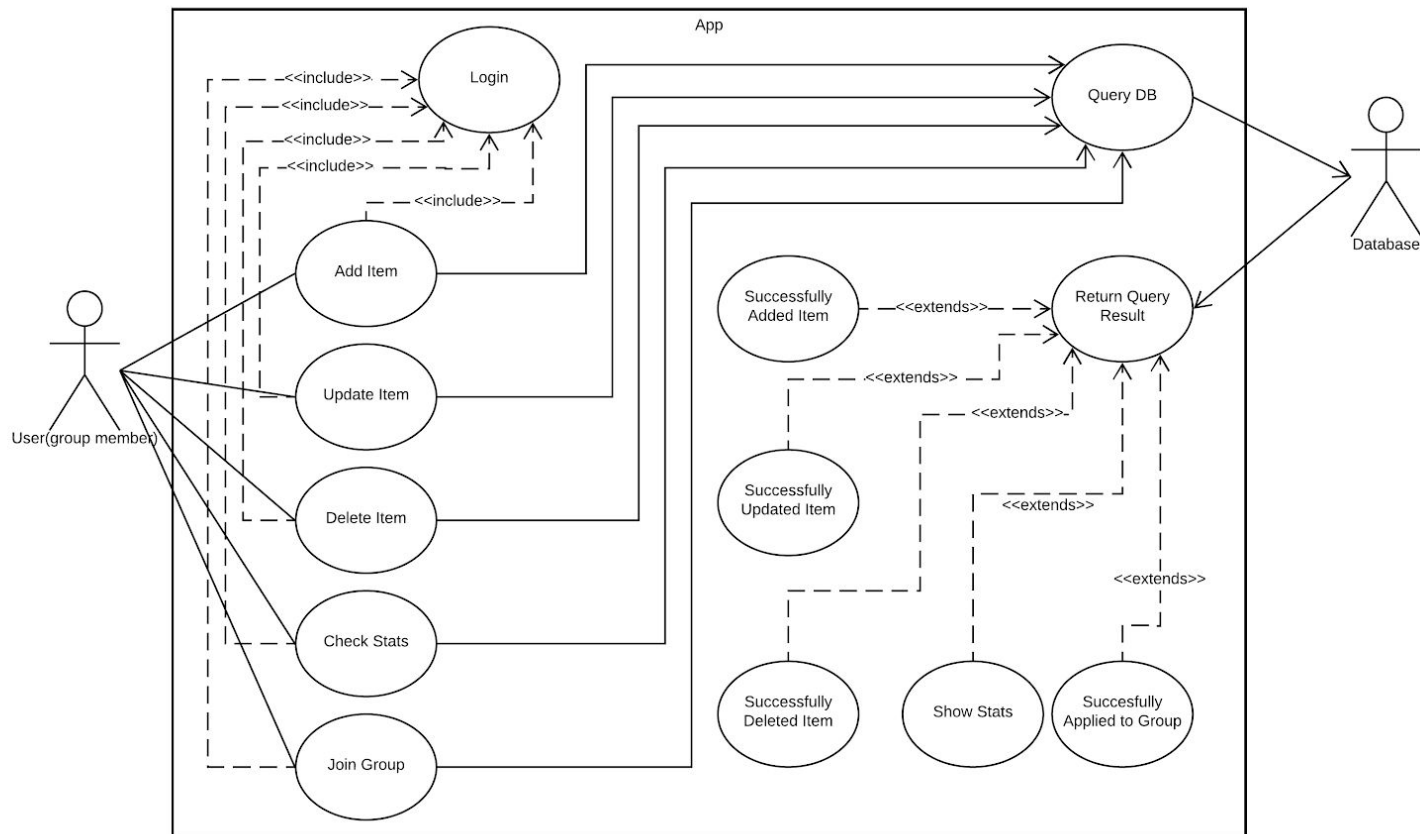 App
Login
Query DB
<<include>>
<<include>>
<<include>>
<<include>>
<<include>>
Add Item
Database
Successfully
Added Item
<<extends>>
Return Query
Result
Update Item
<<extends>>
<<extends>>
User(group member)
Successfully
Updated Item
<<extends>>
Delete Item
<<extends>>
Check Stats
Successfully
Deleted Item
Show Stats
Succesfully
Applied to Group
Join Group